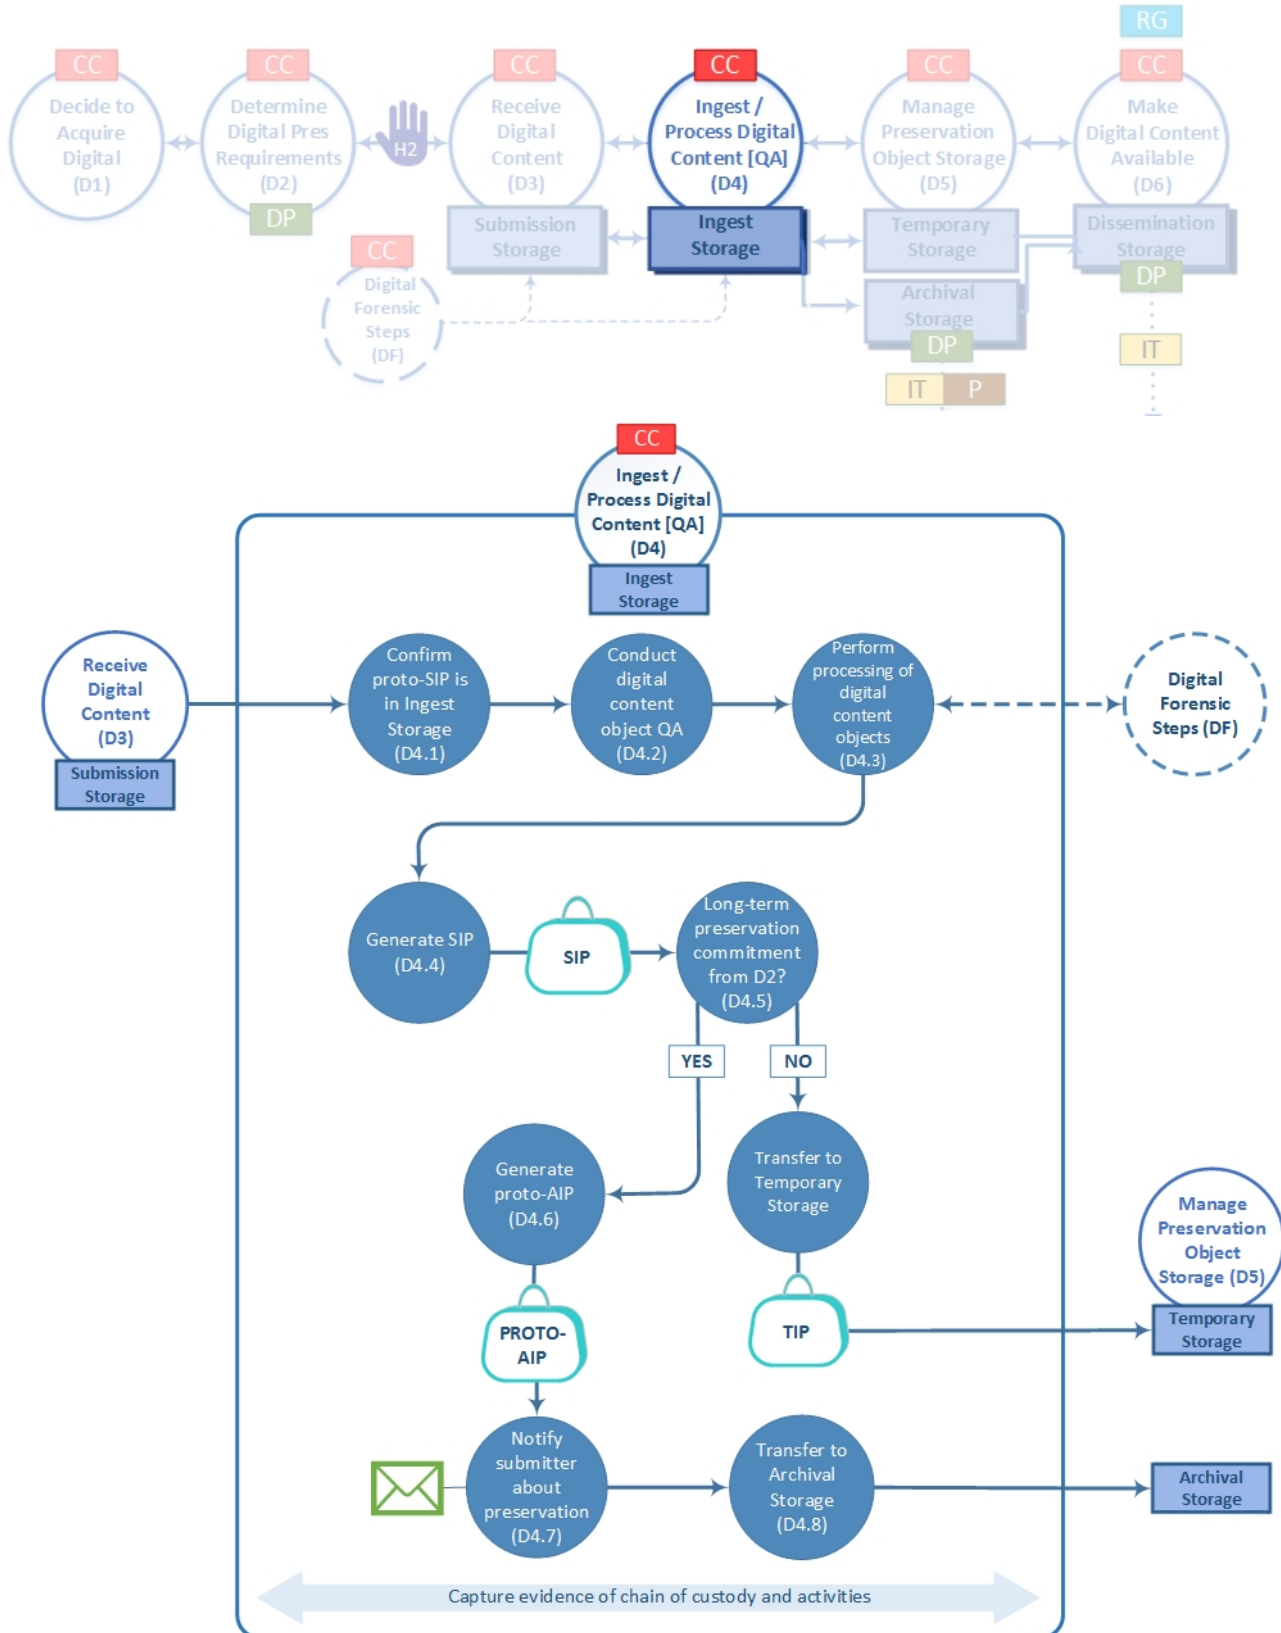 RG
CC
CC
CC
CC
CC
CC
Decide to
Acquire
Digital
(D1)
Determine
Digital Pres
Requirements
(D2)
DP
H2
Receive
Digital
Content
(D3)
Submission
Storage
Ingest /
Process Digital
Content [QA]
(D4)
Ingest
Storage
Manage
Preservation
Object Storage
(D5)
Temporary
Storage
Archival
Storage
DP
IT
P
Make
Digital Content
Available
(D6)
Dissemination
Storage
DP
IT
CC
Digital
Forensic
Steps
(DF)
CC
Ingest /
Process Digital
Content [QA]
(D4)
Ingest
Storage
Receive
Digital
Content
(D3)
Submission
Storage
Confirm
proto-SIP is
in Ingest
Storage
(D4.1)
Conduct
digital
content
object QA
(D4.2)
Perform
processing of
digital
content
objects
(D4.3)
Digital
Forensic
Steps (DF)
Generate SIP
(D4.4)
SIP
Long-term
preservation
commitment
from D2?
(D4.5)
YES
NO
Generate
proto-AIP
(D4.6)
Transfer to
Temporary
Storage
Manage
Preservation
Object
Storage (D5)
PROTO-
AIP
TIP
Temporary
Storage
Notify
submitter
about
preservation
(D4.7)
Transfer to
Archival
Storage
(D4.8)
Archival
Storage
Capture evidence of chain of custody and activities